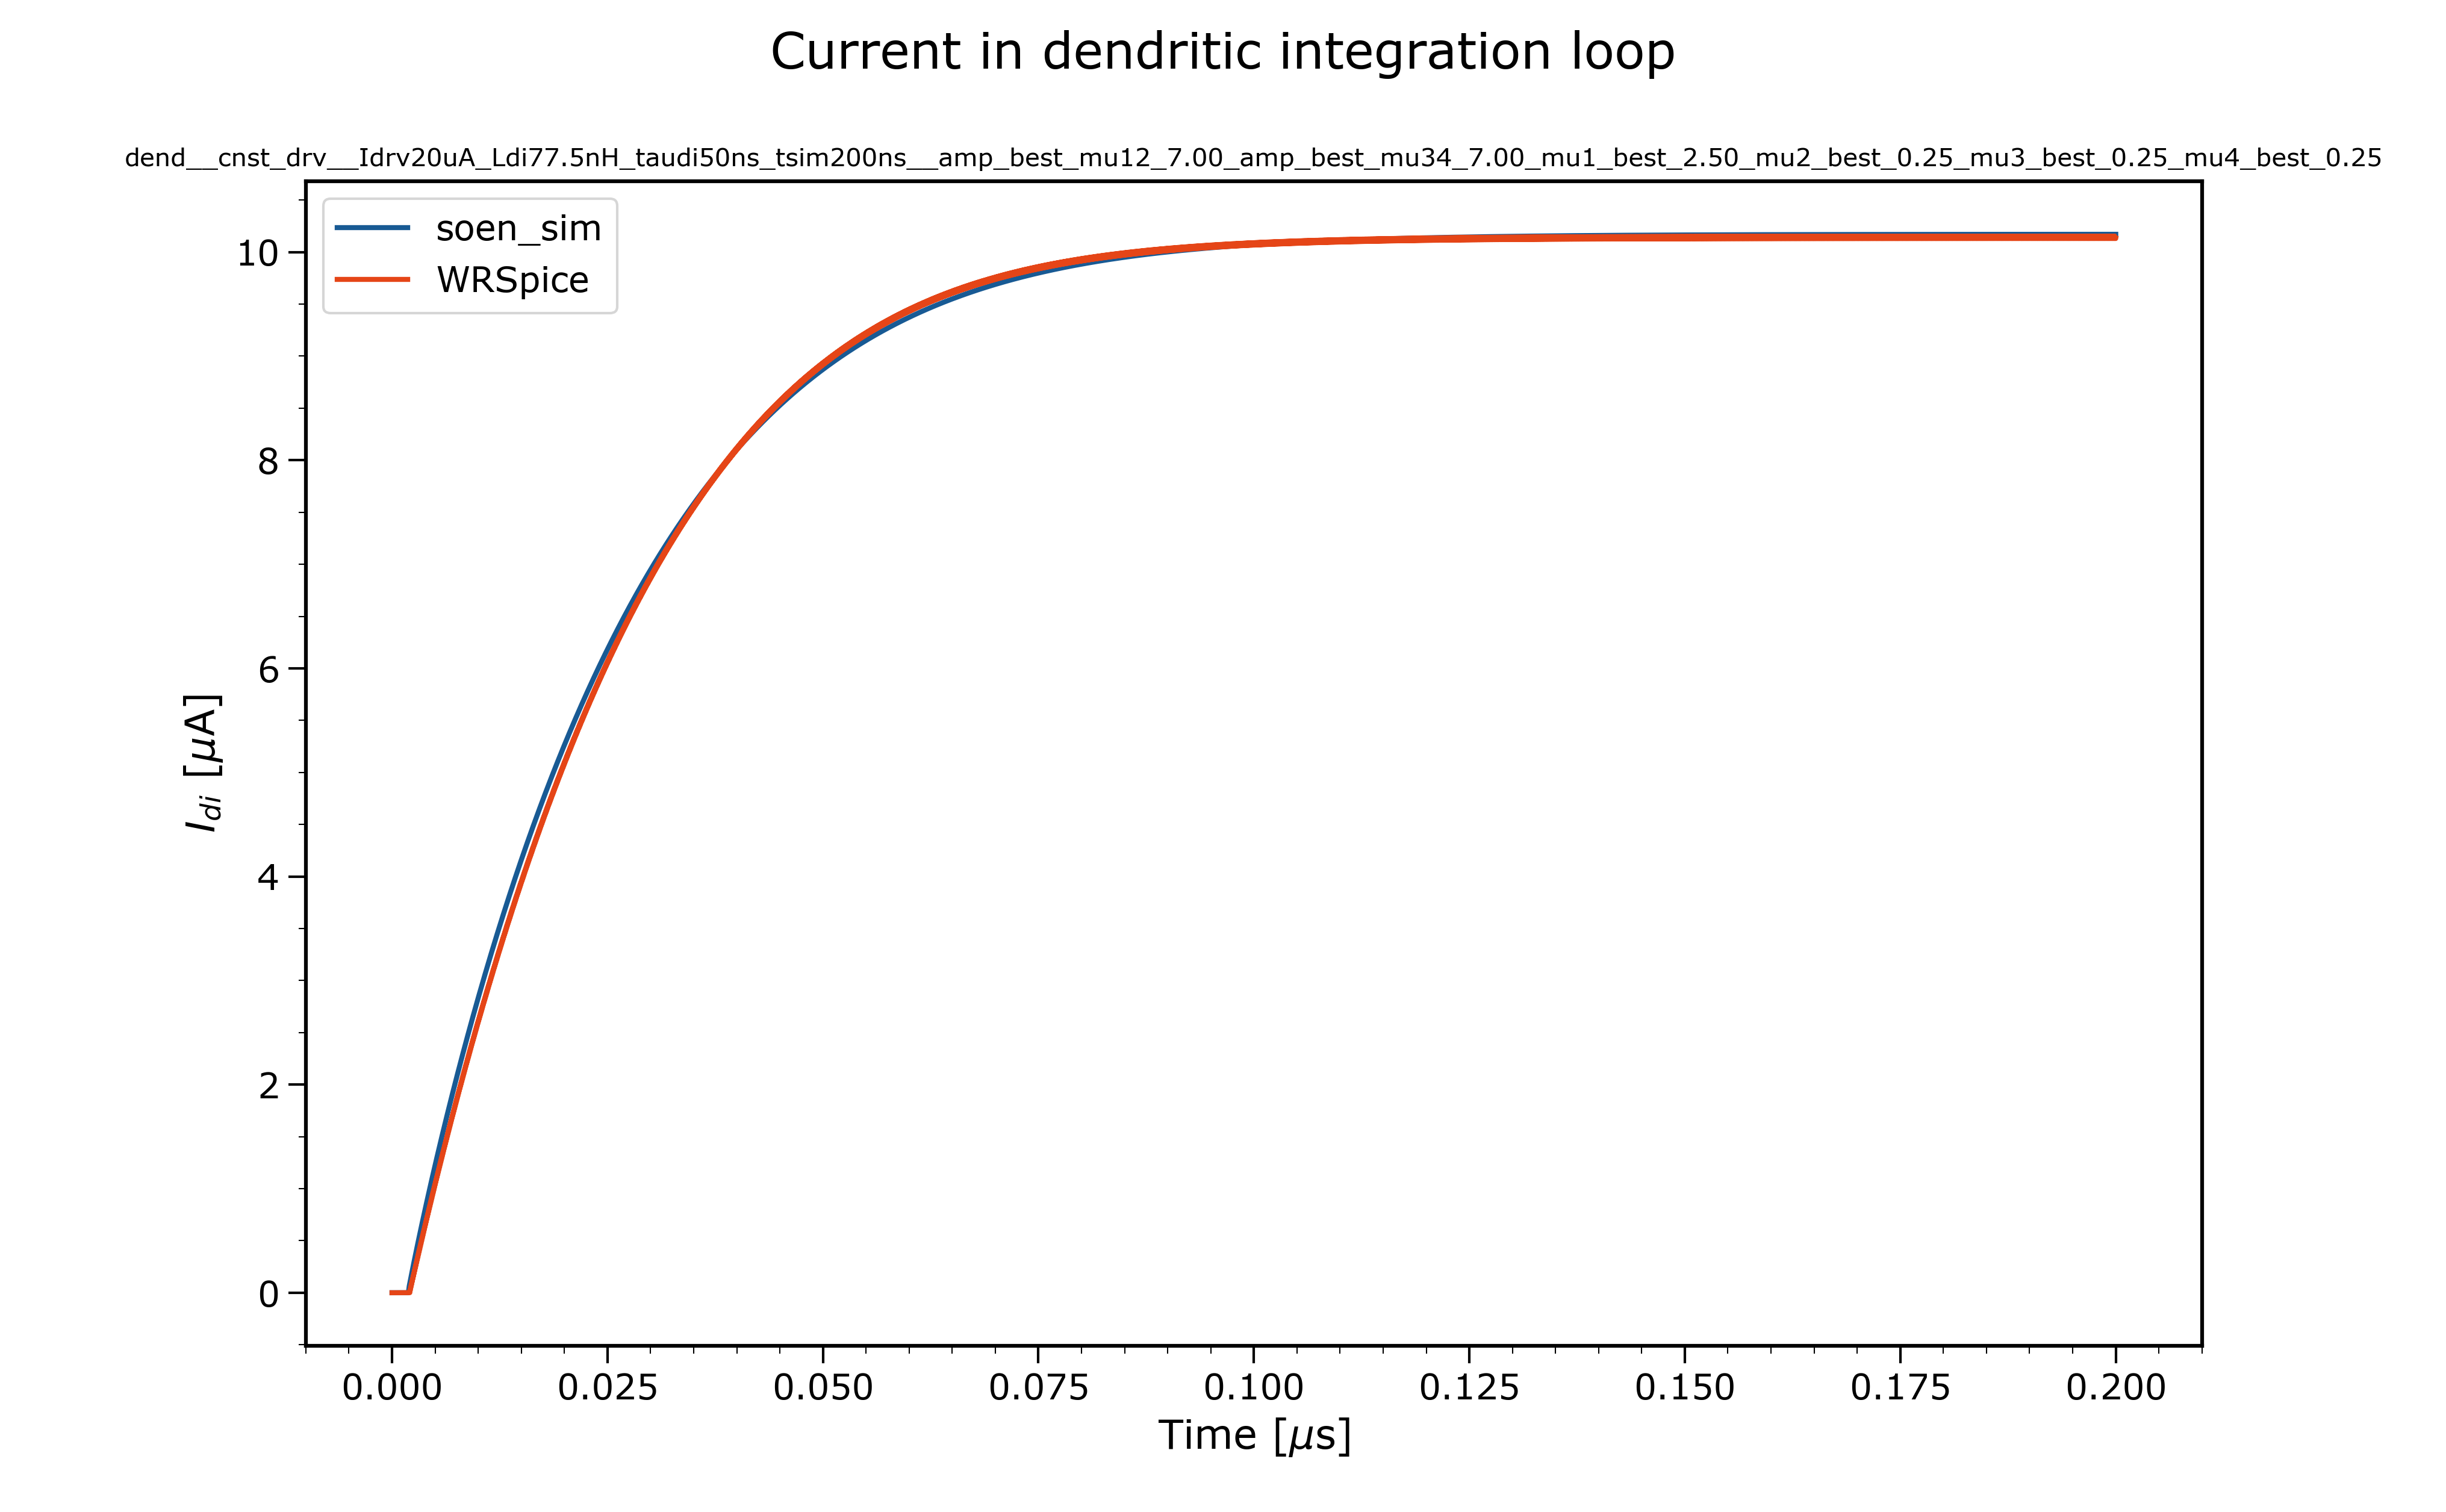 Current in dendritic integration loop
dend__cnst_drv__Idrv20uA_Ldi77.5nH_taudi50ns_tsim200ns__amp_best_mu12_7.00_amp_best_mu34_7.00_mu1_best_2.50_mu2_best_0.25_mu3_best_0.25_mu4_best_0.25
soen_sim
WRSpice
10
8
6
4
2
0
I_di [μA]
0.000 0.025 0.050 0.075 0.100 0.125 0.150 0.175 0.200
Time [μs]